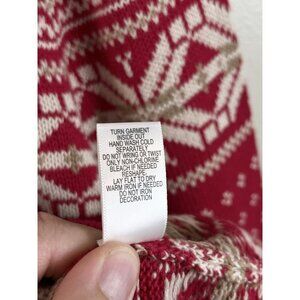 TURN GARMENT
INSIDE OUT
HAND WASH COLD
SEPARATELY
DO NOT WRING OR TWIST
ONLY NON-CHLORINE
BLEACH IF NEEDED
RESHAPE,
LAY FLAT TO DRY
WARM IRON IF NEEDED
DO NOT IRON
DECORATION